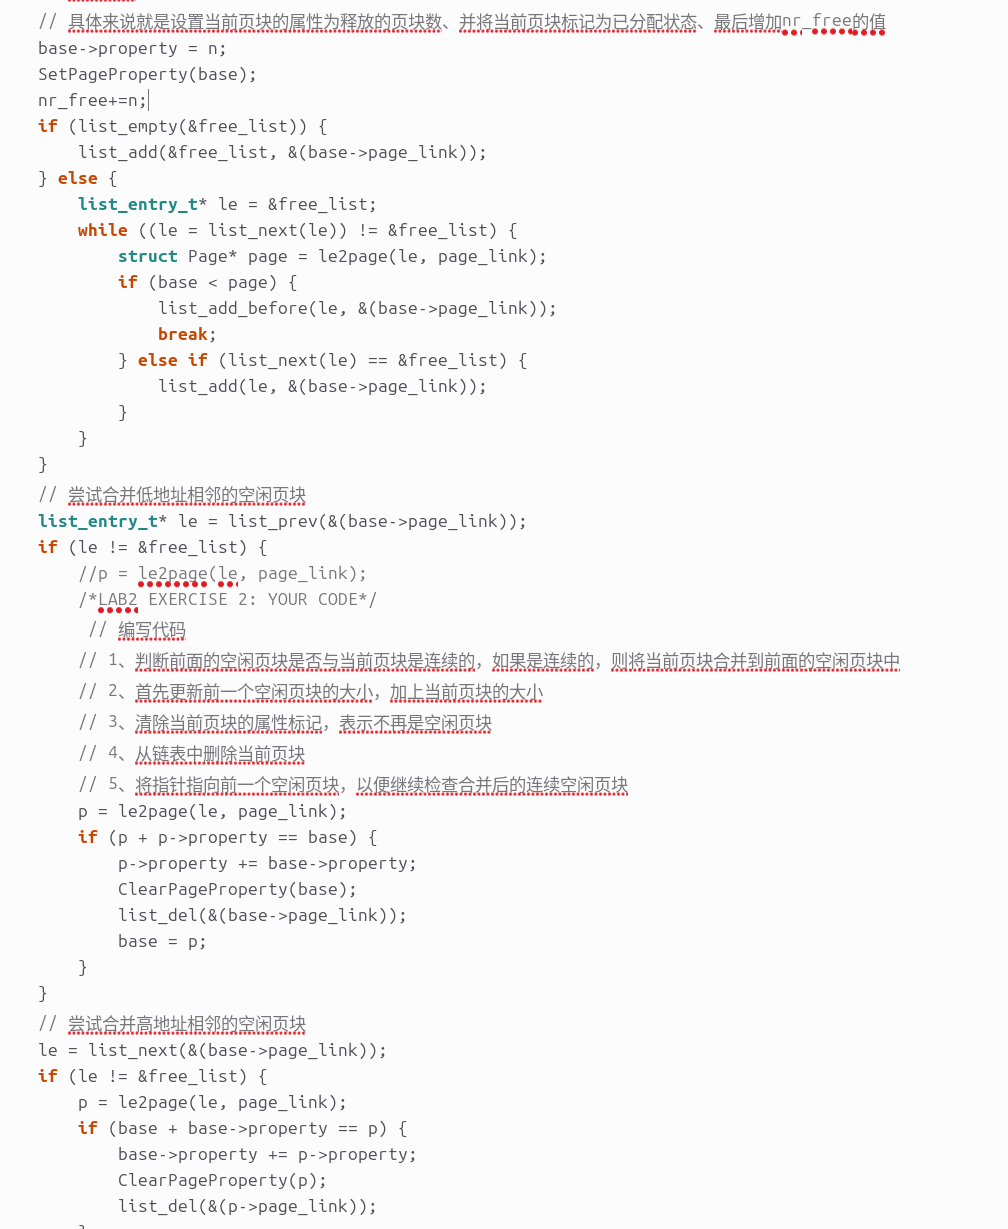 // 具体来说就是设置当前页块的属性为释放的页块数、并将当前页块标记为已分配状态、最后增加nr_free的值
base->property = n;
SetPageProperty(base);
nr_free+=n;
if (list_empty(&free_list)) {
    list_add(&free_list, &(base->page_link));
} else {
    list_entry_t* le = &free_list;
    while ((le = list_next(le)) != &free_list) {
        struct Page* page = le2page(le, page_link);
        if (base < page) {
            list_add_before(le, &(base->page_link));
            break;
        } else if (list_next(le) == &free_list) {
            list_add(le, &(base->page_link));
        }
    }
}
// 尝试合并低地址相邻的空闲页块
list_entry_t* le = list_prev(&(base->page_link));
if (le != &free_list) {
    //p = le2page(le, page_link);
    /*LAB2 EXERCISE 2: YOUR CODE*/
     // 编写代码
    // 1、判断前面的空闲页块是否与当前页块是连续的，如果是连续的，则将当前页块合并到前面的空闲页块中
    // 2、首先更新前一个空闲页块的大小，加上当前页块的大小
    // 3、清除当前页块的属性标记，表示不再是空闲页块
    // 4、从链表中删除当前页块
    // 5、将指针指向前一个空闲页块，以便继续检查合并后的连续空闲页块
    p = le2page(le, page_link);
    if (p + p->property == base) {
        p->property += base->property;
        ClearPageProperty(base);
        list_del(&(base->page_link));
        base = p;
    }
}
// 尝试合并高地址相邻的空闲页块
le = list_next(&(base->page_link));
if (le != &free_list) {
    p = le2page(le, page_link);
    if (base + base->property == p) {
        base->property += p->property;
        ClearPageProperty(p);
        list_del(&(p->page_link));